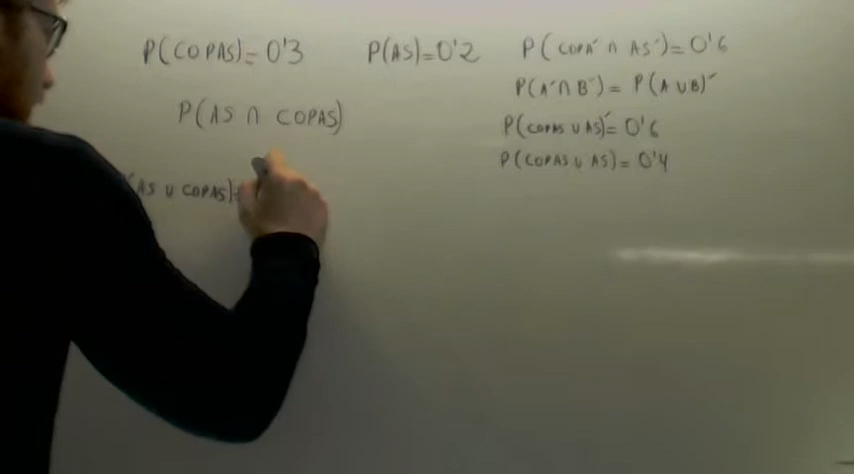 P(COPAS)=0'3 P(AS)=0'2 P(COPA´ ∩ AS´)=0'6
P(A´∩ B´) = P(A ∪ B)´
P(AS ∩ COPAS)
P(COPAS ∪ AS)´= 0'6
P(COPAS ∪ AS) = 0'4
(AS ∪ COPAS)=